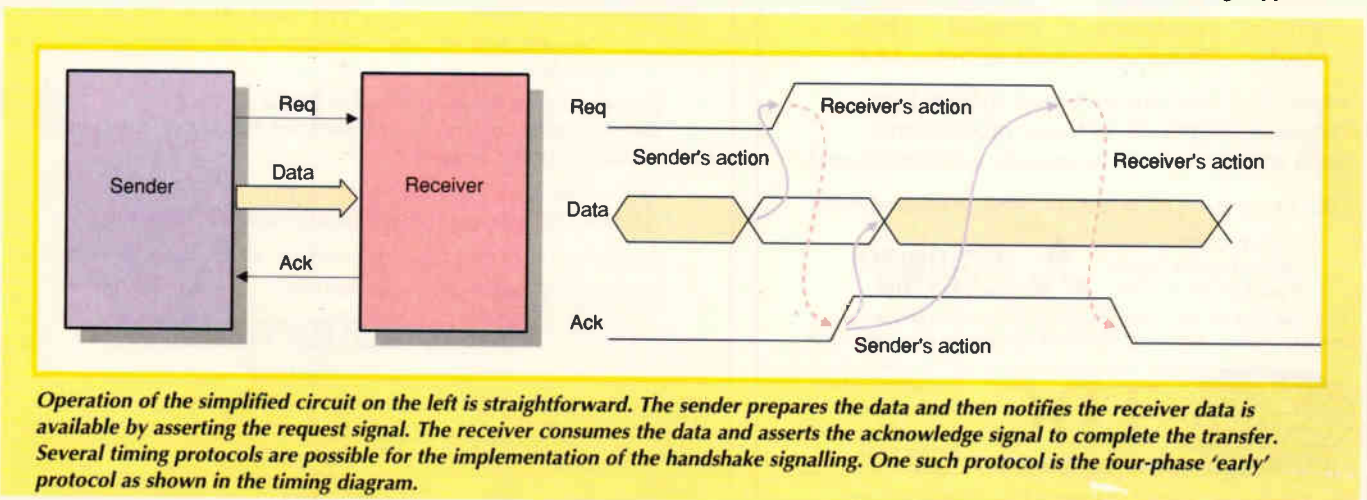 Req
Data
Sender
Receiver
Ack
Req
Receiver's action
Sender's action
Receiver's action
Data
Ack
Sender's action
Operation of the simplified circuit on the left is straightforward. The sender prepares the data and then notifies the receiver data is
available by asserting the request signal. The receiver consumes the data and asserts the acknowledge signal to complete the transfer.
Several timing protocols are possible for the implementation of the handshake signalling. One such protocol is the four-phase 'early'
protocol as shown in the timing diagram.